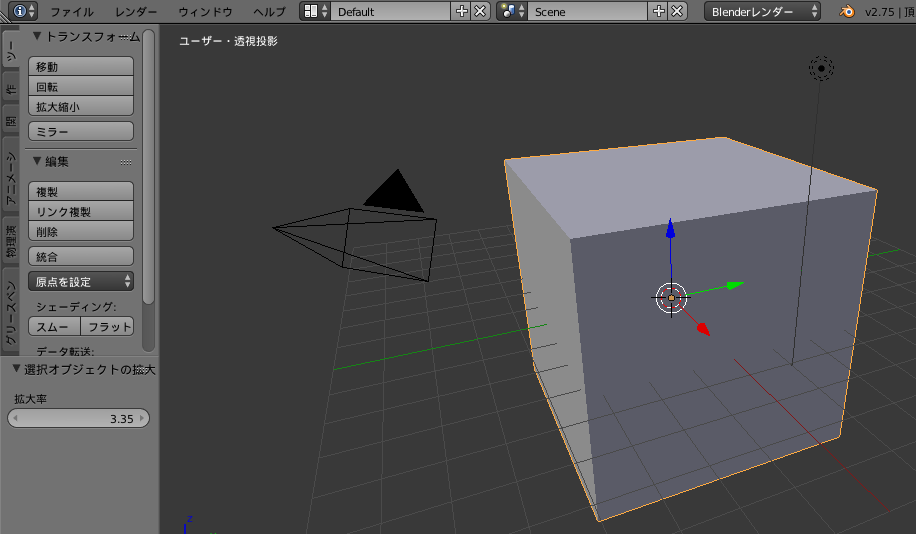 ファイル レンダー ウィンドウ ヘルプ Default Scene Blenderレンダー v2.75 | 頂
ユーザー・透視投影
ツー
作
関
アニメーシ
物理演
グリースペン
▼トランスフォーム
移動
回転
拡大縮小
ミラー
▼編集
複製
リンク複製
削除
統合
原点を設定
シェーディング:
スムー フラット
データ転送:
▼選択オブジェクトの拡大
拡大率
3.35
z